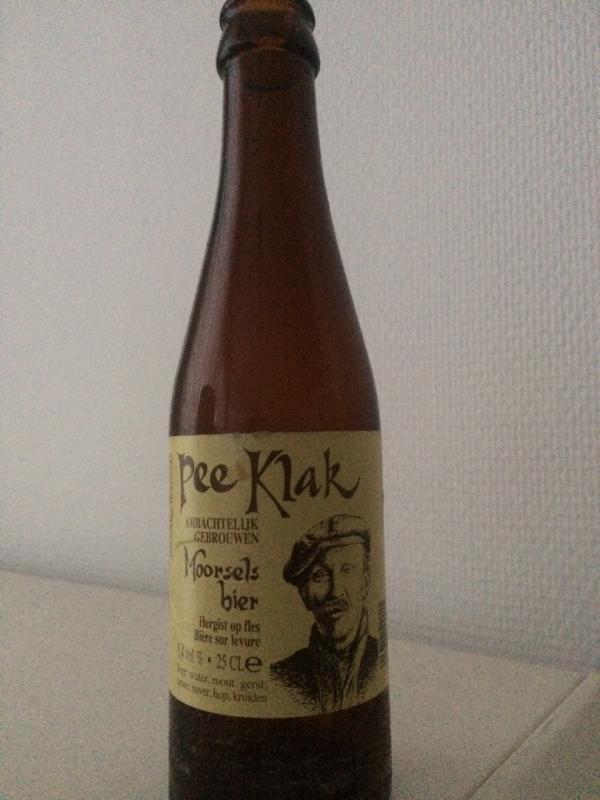 Pee Klak
AMBACHTELIJK
GEBROUWEN
Moorsels
bier
Hergist op fles
Bière sur levure
vol % • 25 CL e
water, mout, gerst,
haver, hop, kruiden